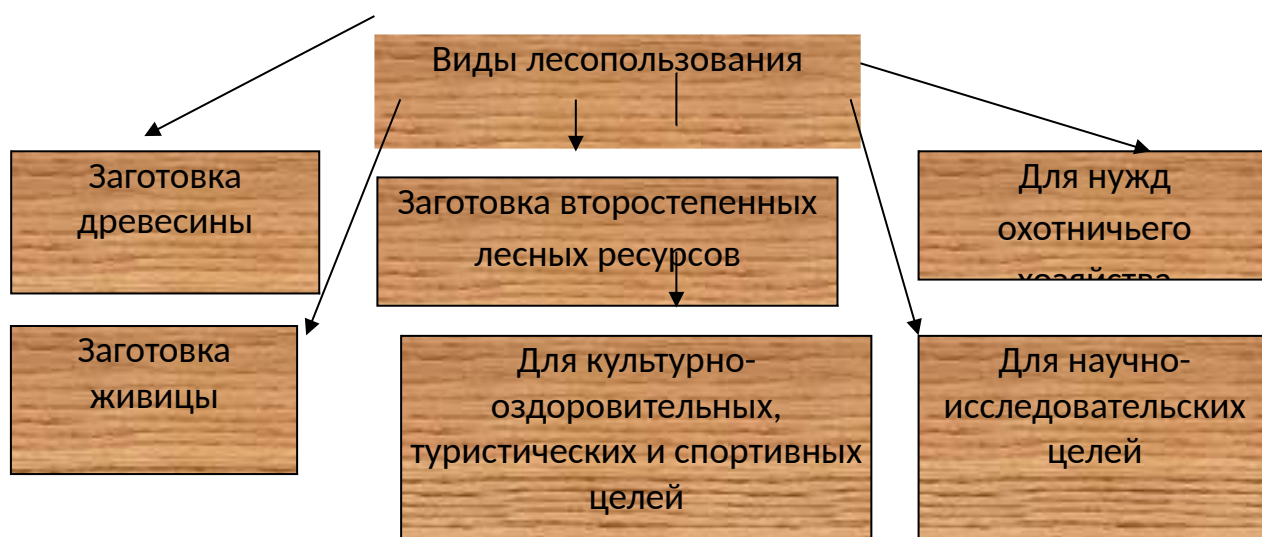 Виды лесопользования
Заготовка
древесины
Заготовка второстепенных
лесных ресурсов
Для нужд
охотничьего
хозяйства
Заготовка
живицы
Для культурно-
оздоровительных,
туристических и спортивных
целей
Для научно-
исследовательских
целей